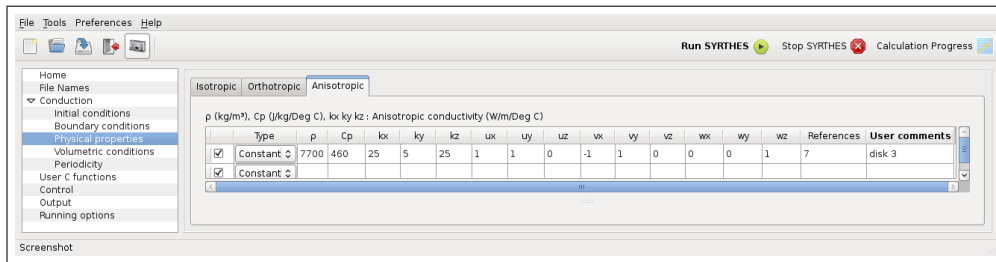 File Tools Preferences Help
Run SYRTHES Stop SYRTHES Calculation Progress
Home
File Names
Conduction
Initial conditions
Boundary conditions
Physical properties
Volumetric conditions
Periodicity
User C functions
Control
Output
Running options
Isotropic Orthotropic Anisotropic
ρ (kg/m³), Cp (J/kg/Deg C), kx ky kz : Anisotropic conductivity (W/m/Deg C)
Type ρ Cp kx ky kz ux uy uz vx vy vz wx wy wz References User comments
Constant 7700 460 25 5 25 1 1 0 -1 1 0 0 0 1 7 disk 3
Constant
Screenshot